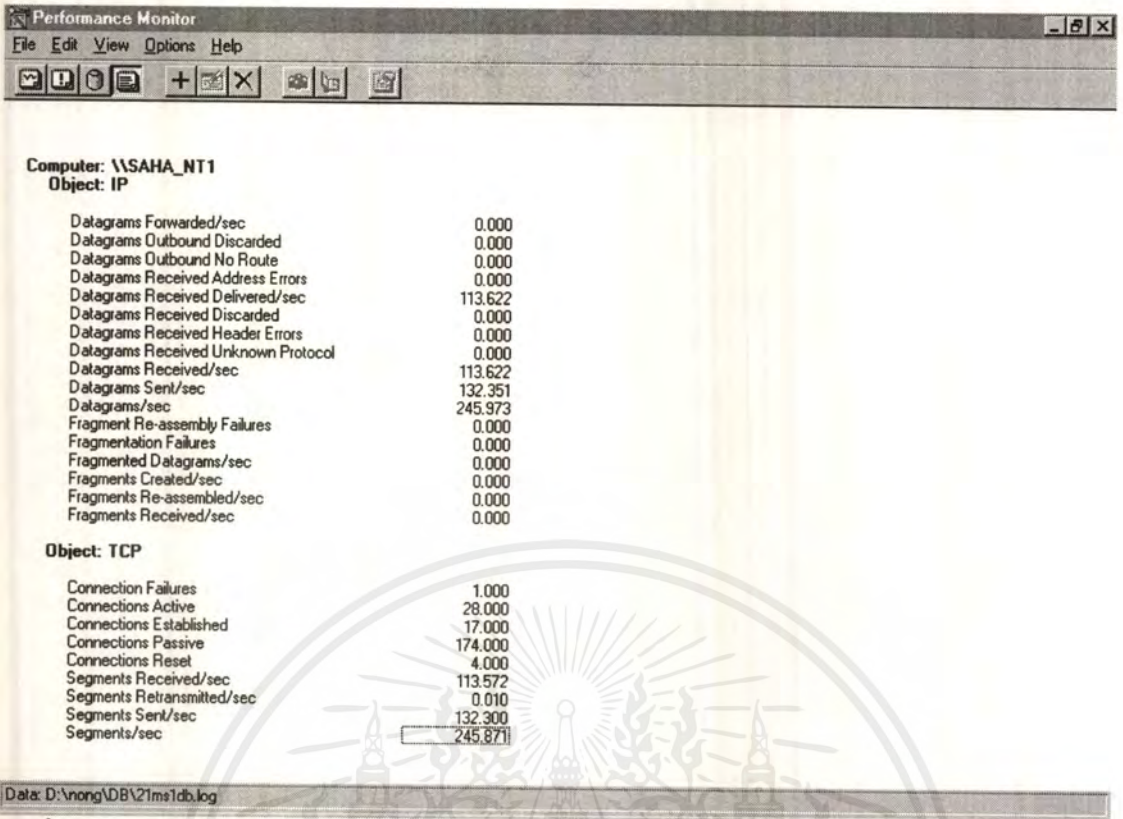 Performance Monitor
File Edit View Options Help
Computer: \\SAHA_NT1
Object: IP
Datagrams Forwarded/sec 0.000
Datagrams Outbound Discarded 0.000
Datagrams Outbound No Route 0.000
Datagrams Received Address Errors 0.000
Datagrams Received Delivered/sec 113.622
Datagrams Received Discarded 0.000
Datagrams Received Header Errors 0.000
Datagrams Received Unknown Protocol 0.000
Datagrams Received/sec 113.622
Datagrams Sent/sec 132.351
Datagrams/sec 245.973
Fragment Re-assembly Failures 0.000
Fragmentation Failures 0.000
Fragmented Datagrams/sec 0.000
Fragments Created/sec 0.000
Fragments Re-assembled/sec 0.000
Fragments Received/sec 0.000
Object: TCP
Connection Failures 1.000
Connections Active 28.000
Connections Established 17.000
Connections Passive 174.000
Connections Reset 4.000
Segments Received/sec 113.572
Segments Retransmitted/sec 0.010
Segments Sent/sec 132.300
Segments/sec 245.871
Data: D:\nong\DB\21ms1db.log